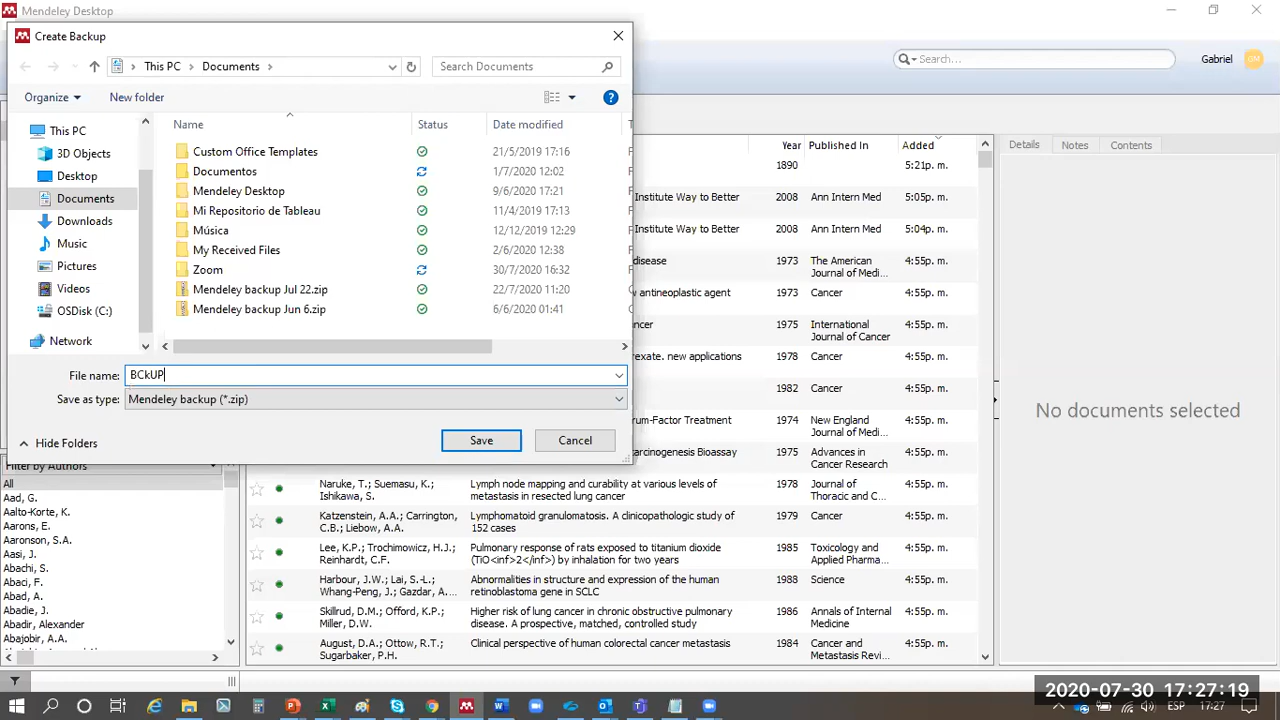 Mendeley Desktop
Create Backup
This PC > Documents >
Search Documents
Search...
Gabriel
GM
Organize
New folder
This PC
3D Objects
Desktop
Documents
Downloads
Music
Pictures
Videos
OSDisk (C:)
Network
Name Status Date modified T
Custom Office Templates 21/5/2019 17:16 F
Documentos 1/7/2020 12:02 F
Mendeley Desktop 9/6/2020 17:21 F
Mi Repositorio de Tableau 11/4/2019 17:13 F
Música 12/12/2019 12:29 F
My Received Files 2/6/2020 12:38 F
Zoom 30/7/2020 16:32 F
Mendeley backup Jul 22.zip 22/7/2020 11:20 C
Mendeley backup Jun 6.zip 6/6/2020 01:41 C
File name: BCkUP
Save as type: Mendeley backup (*.zip)
Hide Folders
Save
Cancel
Year Published In Added
1890 5:21p. m.
Institute Way to Better 2008 Ann Intern Med 5:22p. m.
Institute Way to Better 2008 Ann Intern Med 5:04p. m.
disease 1973 The American 4:55p. m.
Journal of Medi...
antineoplastic agent 1973 Cancer 4:55p. m.
ncer 1975 International 4:55p. m.
Journal of Cancer
rexate. new applications 1978 Cancer 4:55p. m.
1982 Cancer 4:55p. m.
rum-Factor Treatment 1974 New England 4:55p. m.
Journal of Medi...
carcinogenesis Bioassay 1975 Advances in 4:55p. m.
Cancer Research
Naruke, T.; Suemasu, K.; Lymph node mapping and curability at various levels of 1978 Journal of 4:55p. m.
Ishikawa, S. metastasis in resected lung cancer Thoracic and C...
Katzenstein, A.A.; Carrington, Lymphomatoid granulomatosis. A clinicopathologic study of 1979 Cancer 4:55p. m.
C.B.; Liebow, A.A. 152 cases
Lee, K.P.; Trochimowicz, H.J.; Pulmonary response of rats exposed to titanium dioxide 1985 Toxicology and 4:55p. m.
Reinhardt, C.F. (TiO<inf>2</inf>) by inhalation for two years Applied Pharma...
Harbour, J.W.; Lai, S.-L.; Abnormalities in structure and expression of the human 1988 Science 4:55p. m.
Whang-Peng, J.; Gazdar, A.... retinoblastoma gene in SCLC
Skillrud, D.M.; Offord, K.P.; Higher risk of lung cancer in chronic obstructive pulmonary 1986 Annals of Internal 4:55p. m.
Miller, D.W. disease. A prospective, matched, controlled study Medicine
August, D.A.; Ottow, R.T.; Clinical perspective of human colorectal cancer metastasis 1984 Cancer and 4:55p. m.
Sugarbaker, P.H. Metastasis Revi...
Details Notes Contents
No documents selected
Filter by Authors
All
Aad, G.
Aalto-Korte, K.
Aarons, E.
Aaronson, S.A.
Aasi, J.
Abachi, S.
Abaci, F.
Abad, A.
Abadie, J.
Abadir, Alexander
Abajobir, A.A.
2020-07-30 17:27:19
ESP 17:27